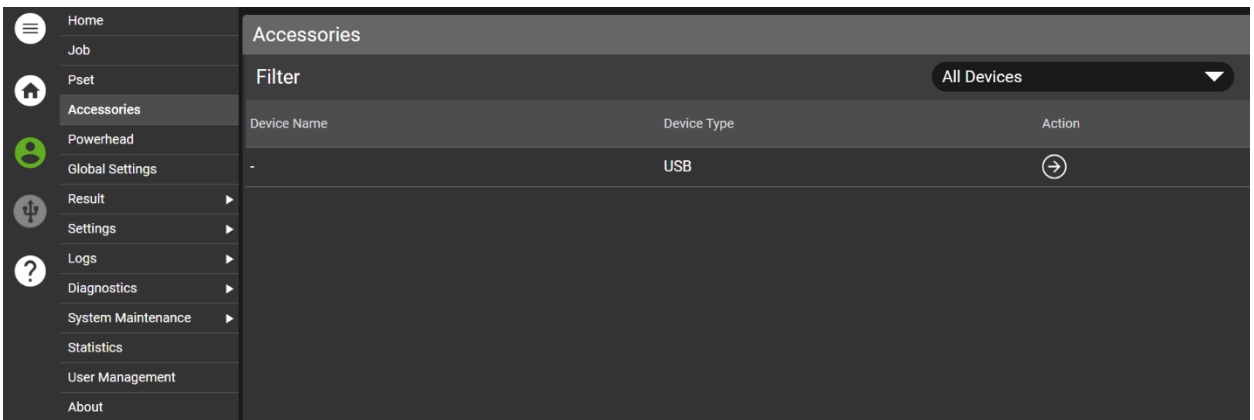 Home
Job
Pset
Accessories
Powerhead
Global Settings
Result
Settings
Logs
Diagnostics
System Maintenance
Statistics
User Management
About
Accessories
Filter
All Devices
Device Name Device Type Action
- USB